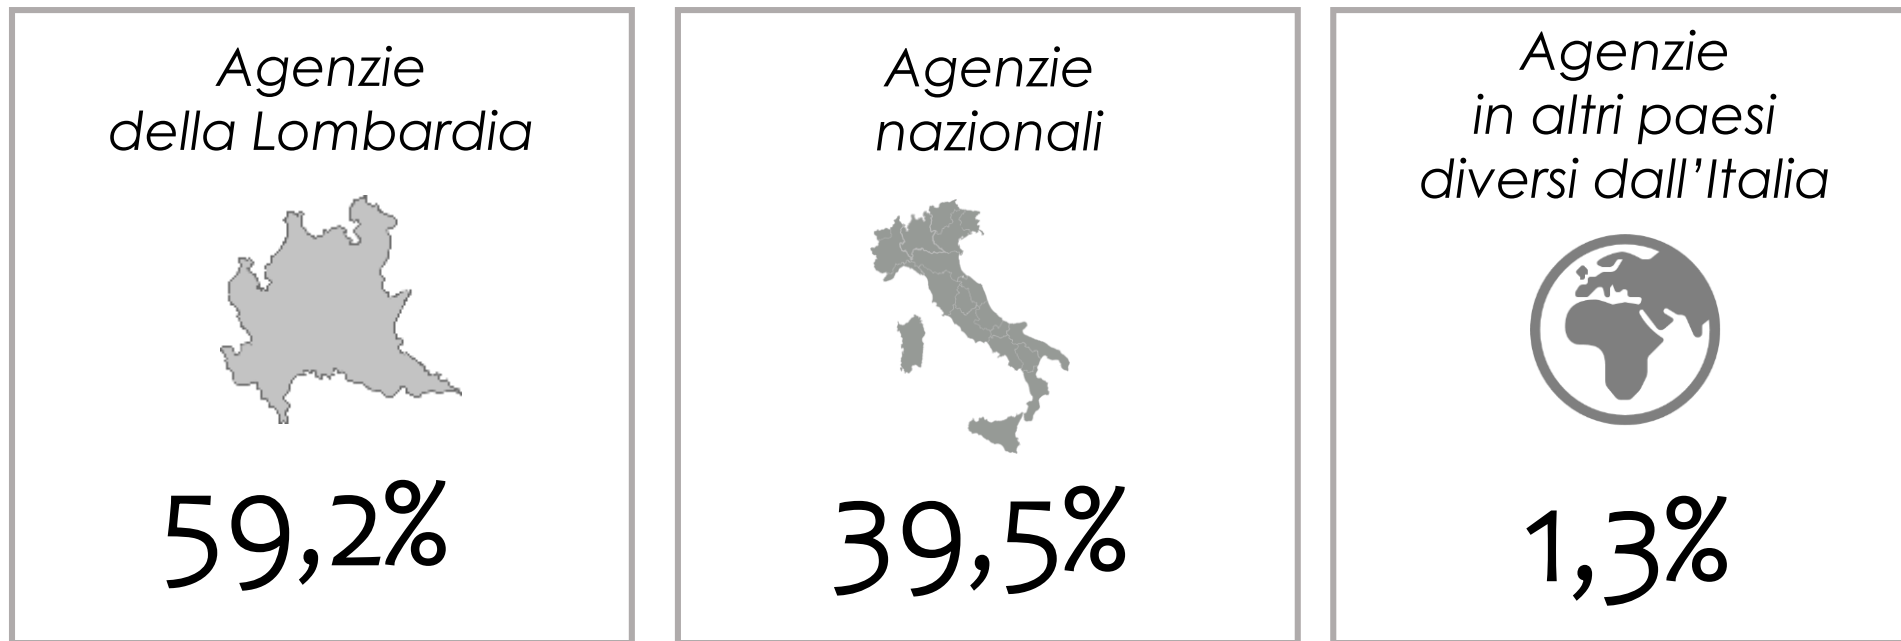 Agenzie
della Lombardia
59,2%
Agenzie
nazionali
39,5%
Agenzie
in altri paesi
diversi dall’Italia
1,3%